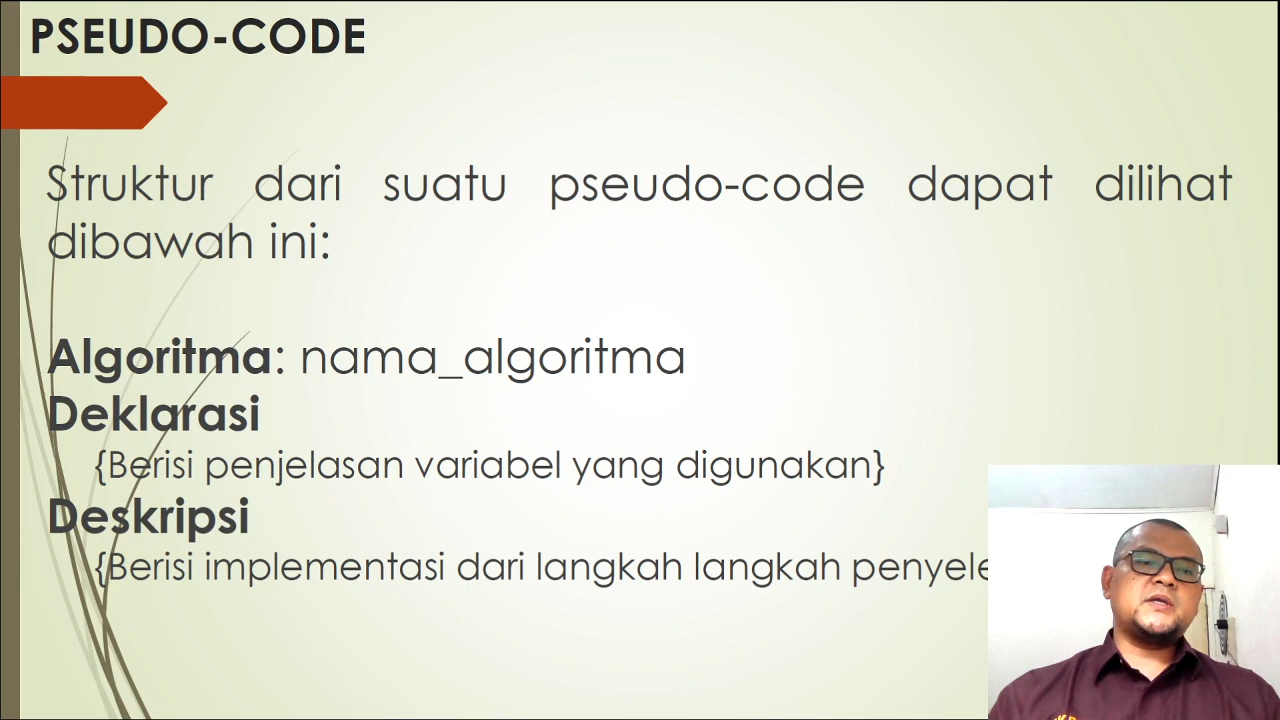 PSEUDO-CODE
Struktur dari suatu pseudo-code dapat dilihat
dibawah ini:
Algoritma: nama_algoritma
Deklarasi
{Berisi penjelasan variabel yang digunakan}
Deskripsi
{Berisi implementasi dari langkah langkah